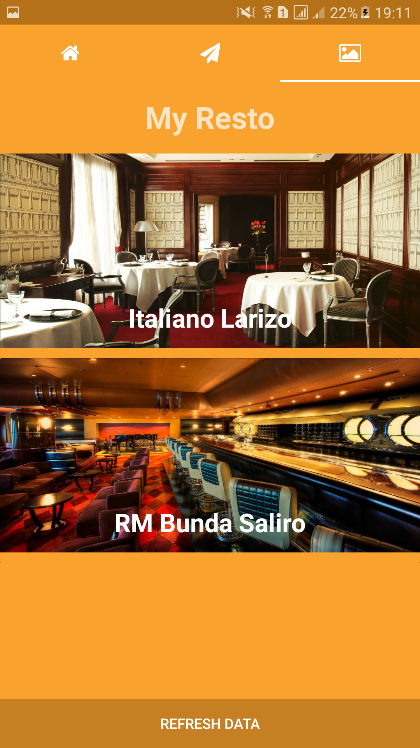 22% 19:11
My Resto
Italiano Larizo
RM Bunda Saliro
REFRESH DATA